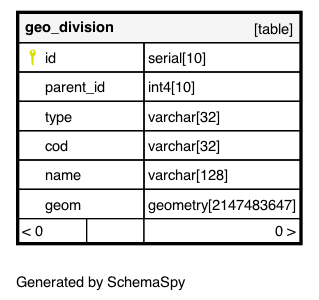 geo_division [table]
id serial[10]
parent_id int4[10]
type varchar[32]
cod varchar[32]
name varchar[128]
geom geometry[2147483647]
< 0 0 >
Generated by SchemaSpy